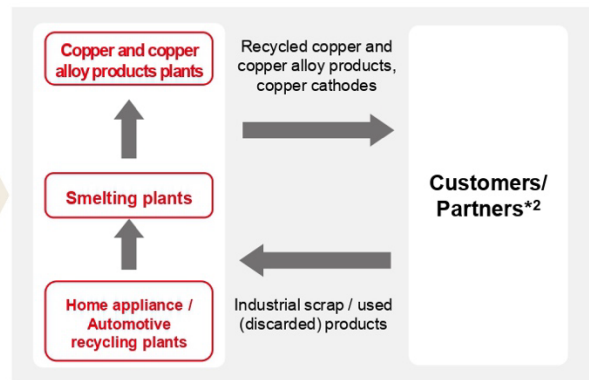 Copper and copper
alloy products plants
Smelting plants
Home appliance /
Automotive
recycling plants
Recycled copper and
copper alloy products,
copper cathodes
Industrial scrap / used
(discarded) products
Customers/
Partners*2